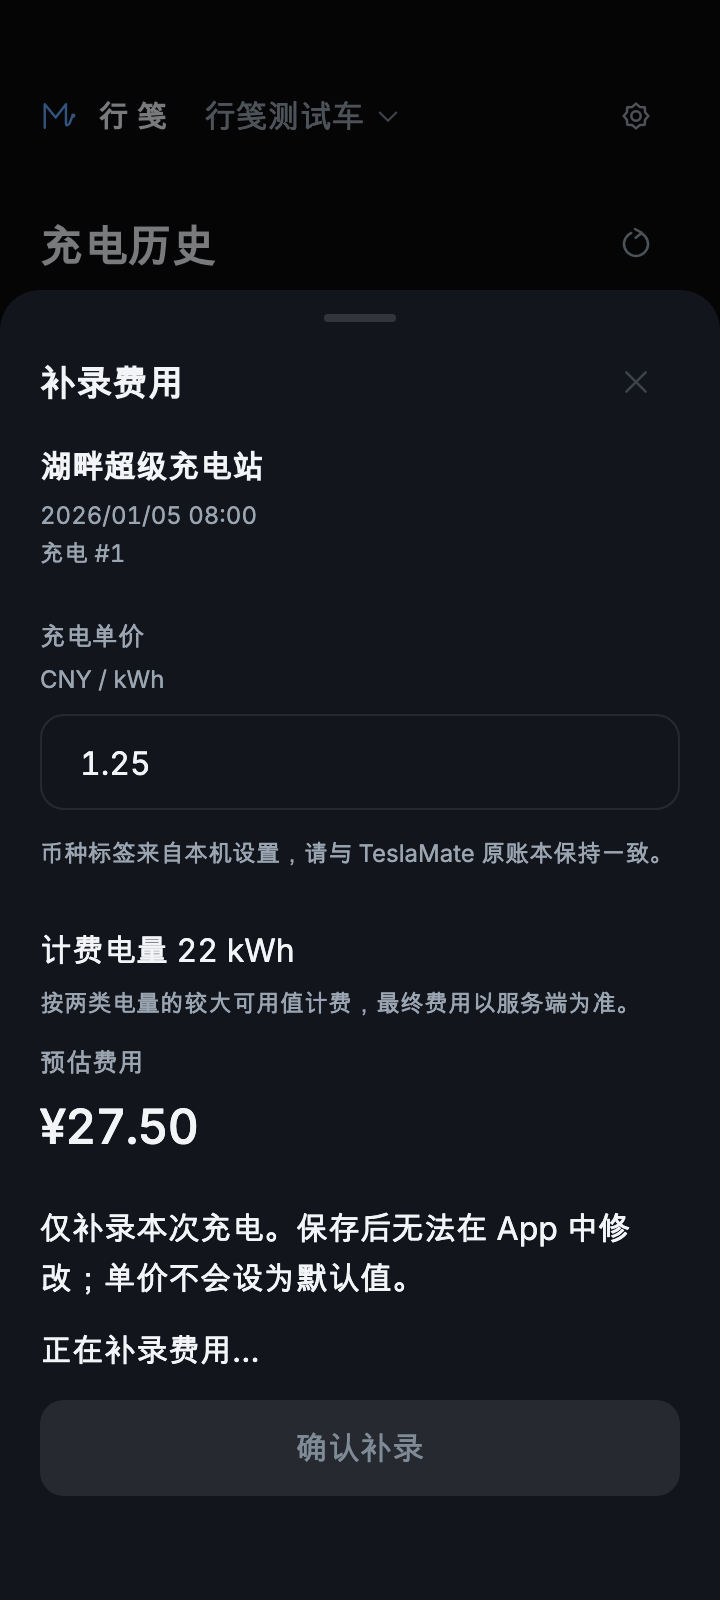 行笺 行笺测试车
充电历史
补录费用
湖畔超级充电站
2026/01/05 08:00
充电 #1
充电单价
CNY / kWh
1.25
币种标签来自本机设置，请与 TeslaMate 原账本保持一致。
计费电量 22 kWh
按两类电量的较大可用值计费，最终费用以服务端为准。
预估费用
¥27.50
仅补录本次充电。保存后无法在 App 中修
改；单价不会设为默认值。
正在补录费用...
确认补录